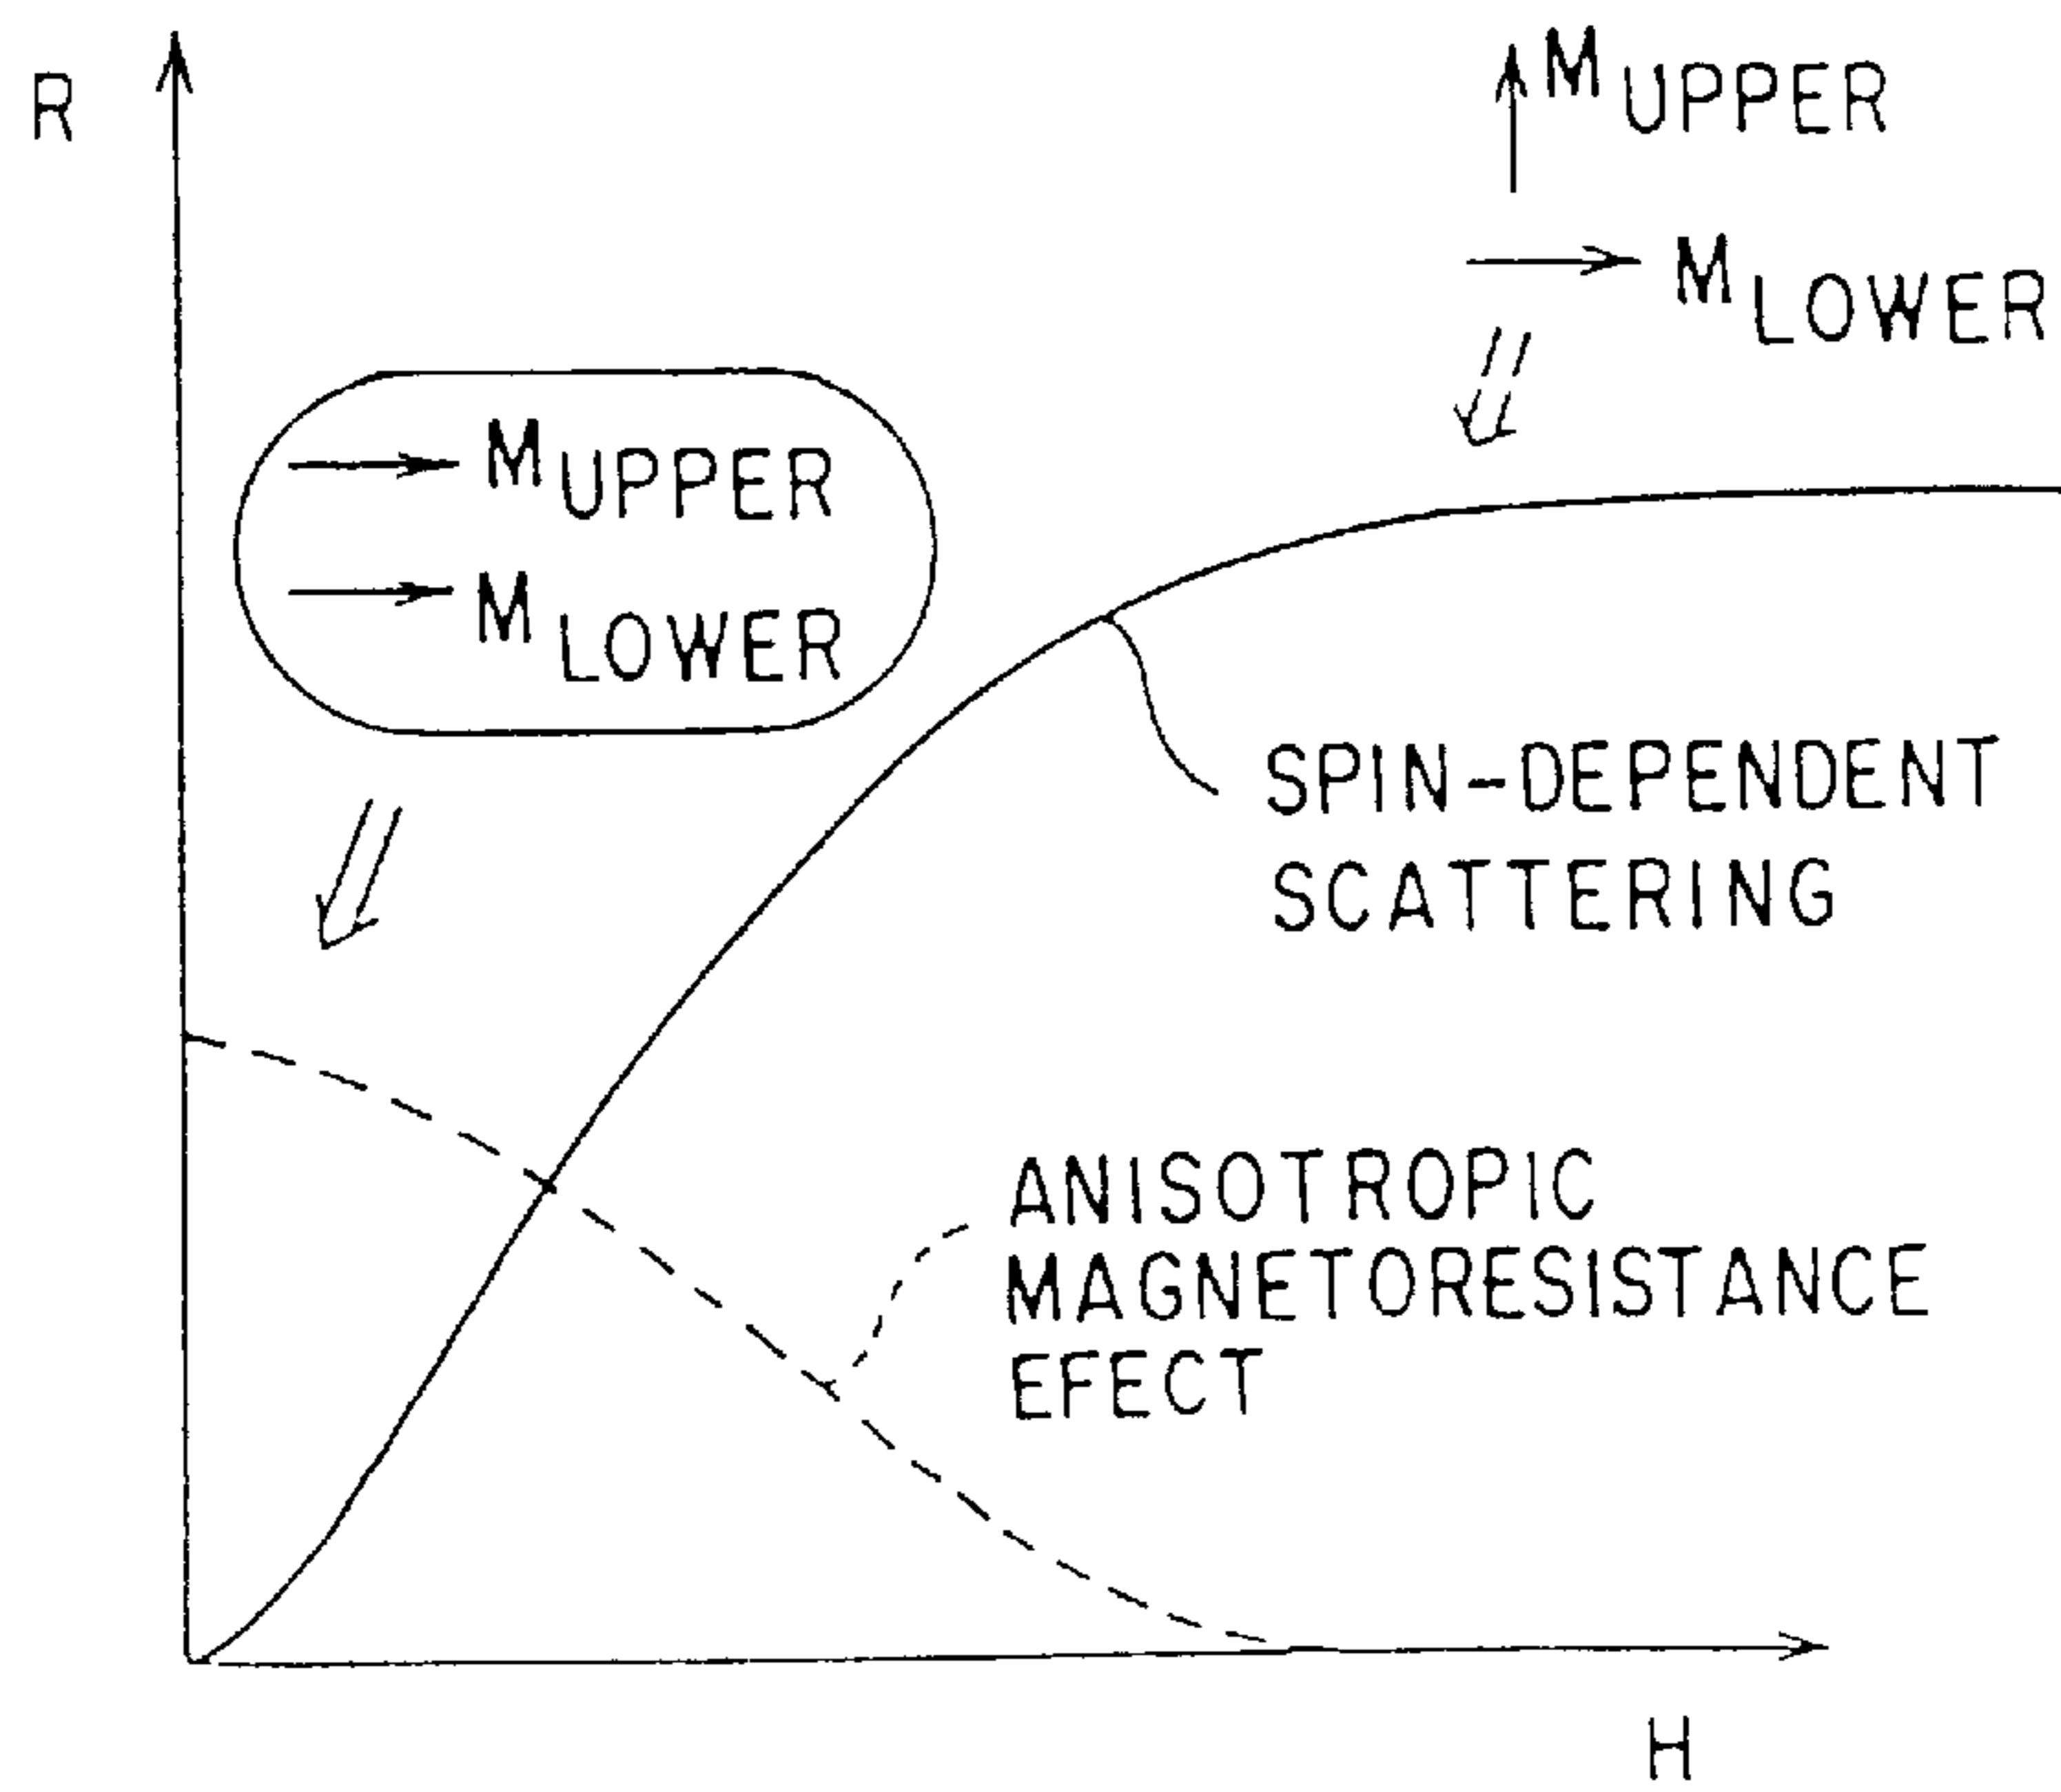 R
M UPPER
M LOWER
M UPPER
M LOWER
SPIN-DEPENDENT
SCATTERING
ANISOTROPIC
MAGNETORESISTANCE
EFECT
H